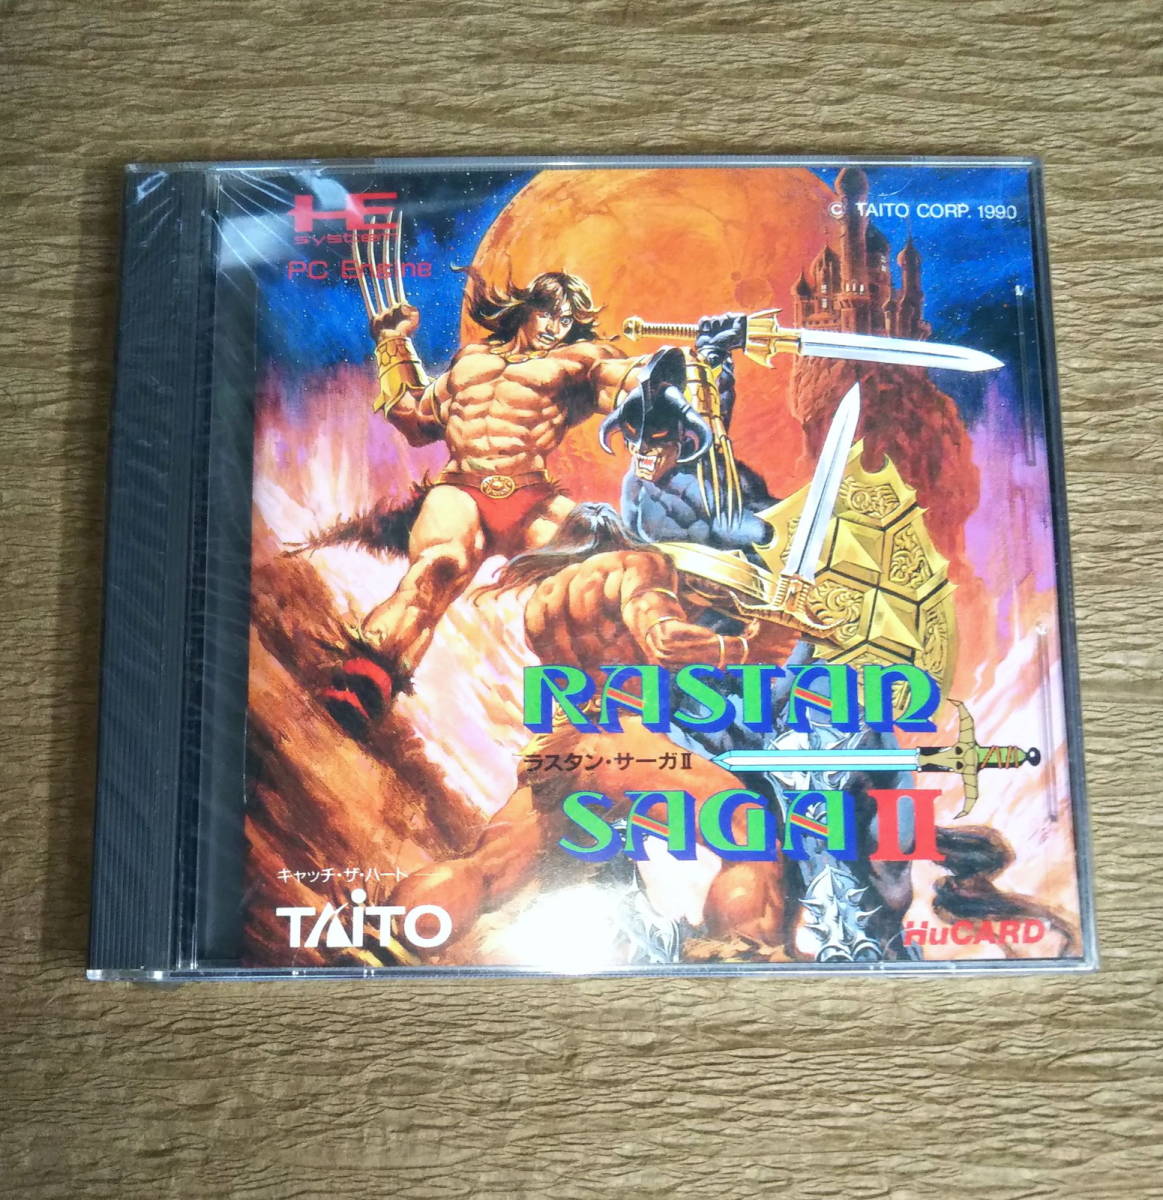 HE
system
PC Engine
© TAITO CORP. 1990
RASTAN
ラスタン・サーガⅡ
SAGA II
キャッチ・ザ・ハート
TAiTO
HuCARD